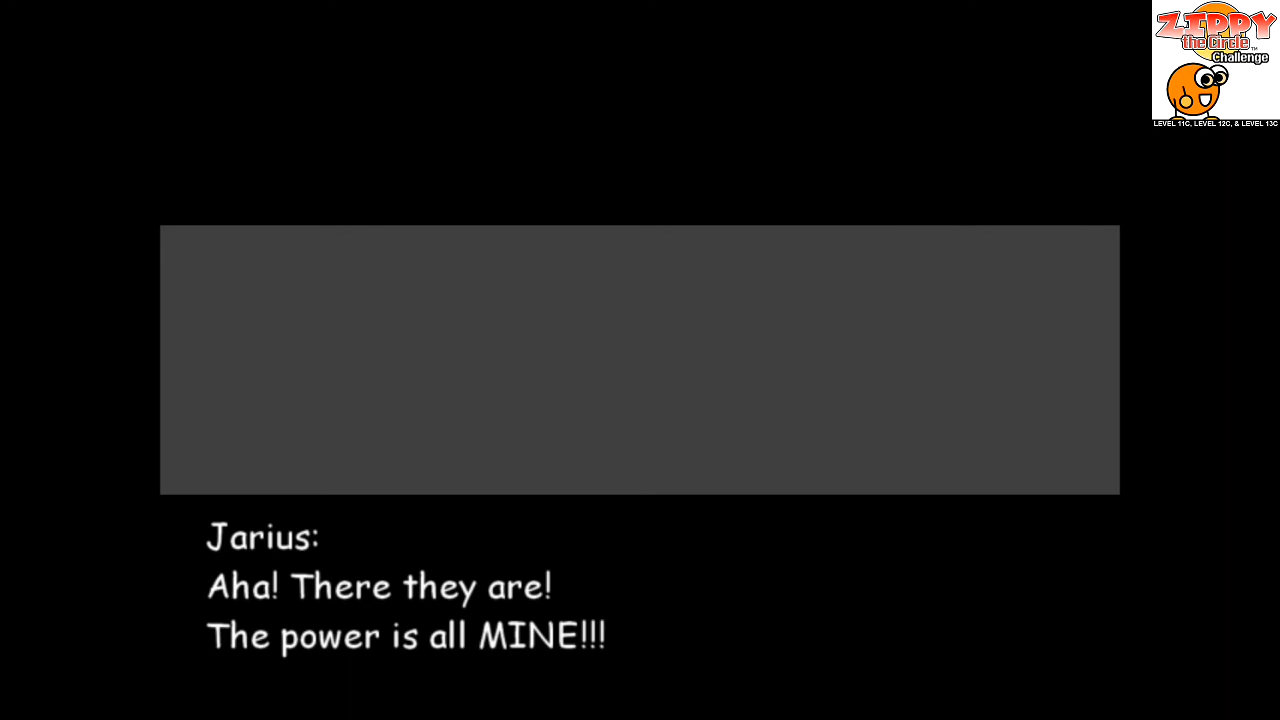 ZIPPY
the Circle™
Challenge
LEVEL 11C, LEVEL 12C, & LEVEL 13C
Jarius:
Aha! There they are!
The power is all MINE!!!